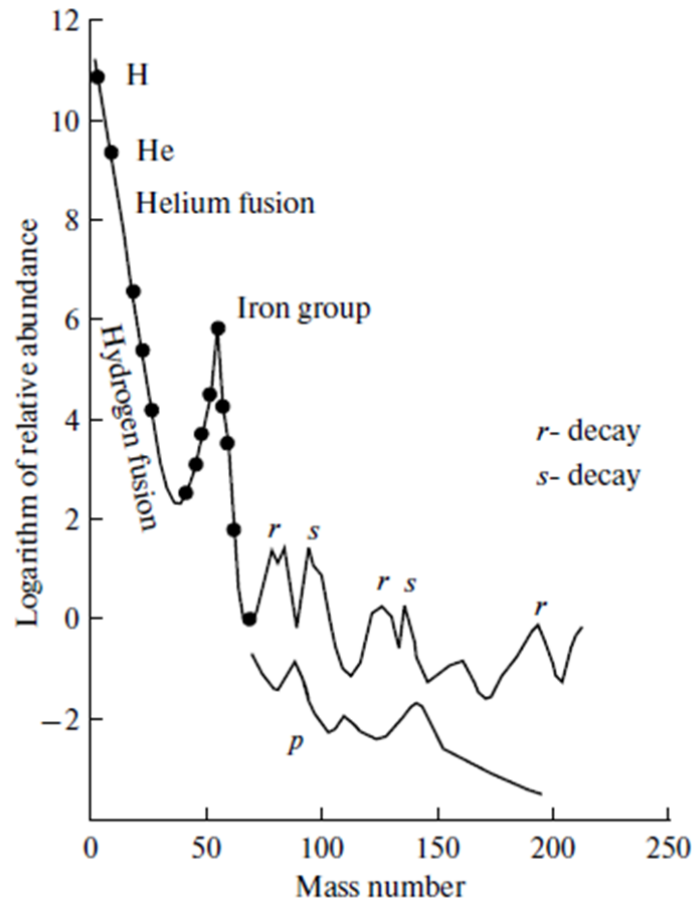 12
10
8
6
4
2
0
−2
Logarithm of relative abundance
H
He
Helium fusion
Hydrogen fusion
Iron group
r- decay
s- decay
r
s
r
s
r
p
0
50
100
150
200
250
Mass number